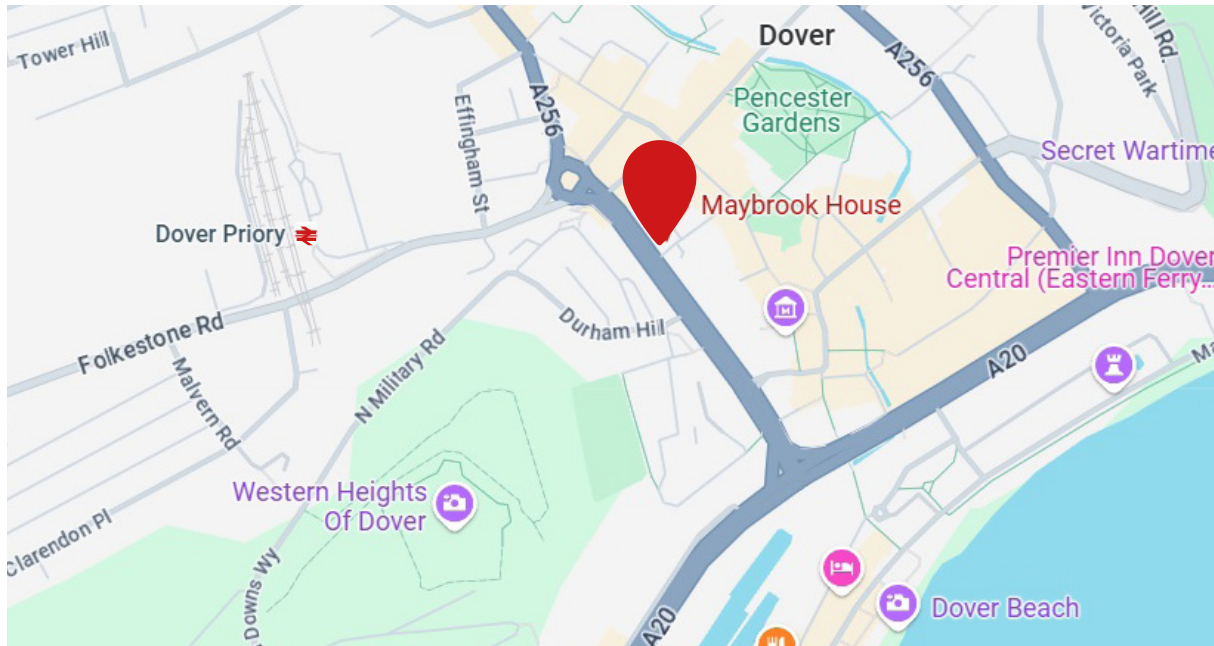 Tower Hill
Dover
A256
Victoria Park
Hill Rd.
A256
Effingham St
Pencester
Gardens
Secret Wartime
Maybrook House
Dover Priory
Premier Inn Dover
Central (Eastern Ferry...
Durham Hill
Folkestone Rd
N Military Rd
Malvern Rd
M
A20
Ma
Western Heights
Of Dover
Clarendon Pl
Downs Wy
A20
Dover Beach